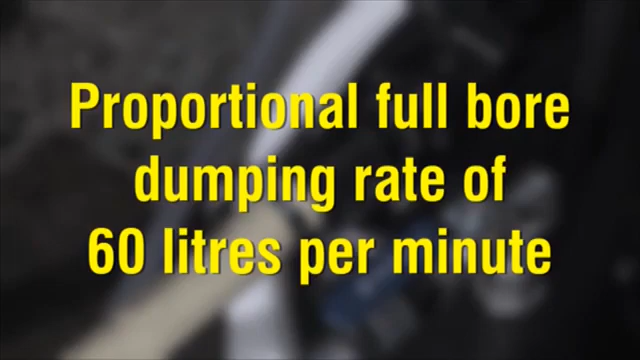 Proportional full bore
dumping rate of
60 litres per minute